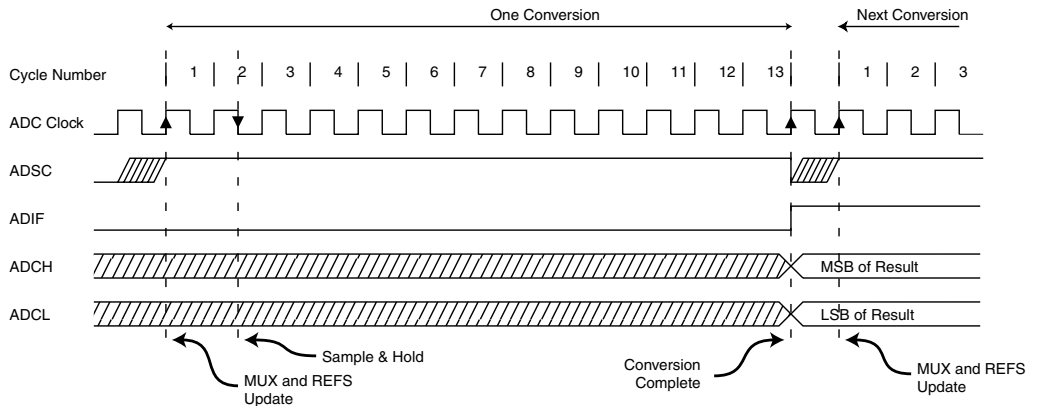 One Conversion
Next Conversion
Cycle Number 1 2 3 4 5 6 7 8 9 10 11 12 13 1 2 3
ADC Clock
ADSC
ADIF
ADCH MSB of Result
ADCL LSB of Result
Sample & Hold
MUX and REFS
Update
Conversion
Complete
MUX and REFS
Update